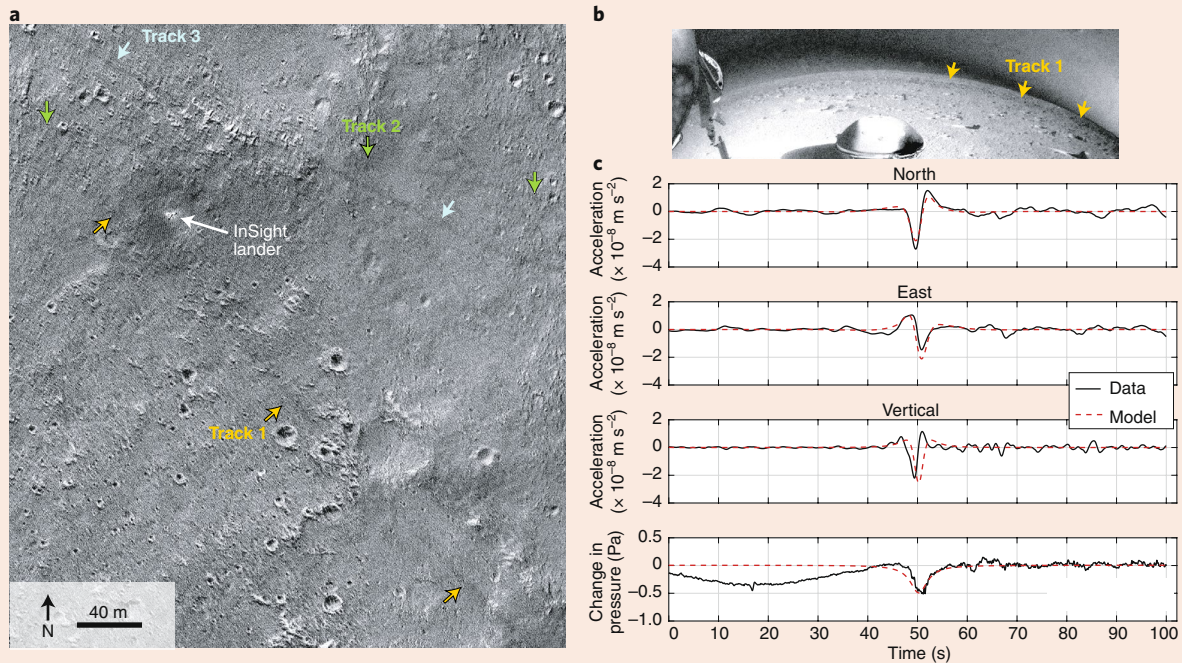 a
Track 3
Track 2
InSight
lander
Track 1
N
40 m
b
Track 1
c
North
Acceleration
(× 10⁻⁸ m s⁻²)
2
0
−2
−4
East
Acceleration
(× 10⁻⁸ m s⁻²)
2
0
−2
−4
Data
Model
Vertical
Acceleration
(× 10⁻⁸ m s⁻²)
2
0
−2
−4
Change in
pressure (Pa)
0.5
0
−0.5
−1.0
0 10 20 30 40 50 60 70 80 90 100
Time (s)